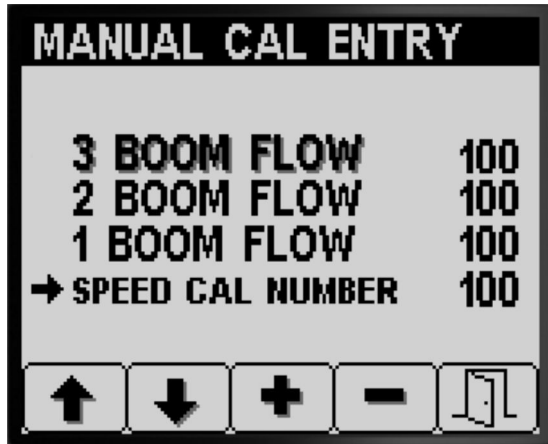 MANUAL CAL ENTRY
3 BOOM FLOW 100
2 BOOM FLOW 100
1 BOOM FLOW 100
➔ SPEED CAL NUMBER 100